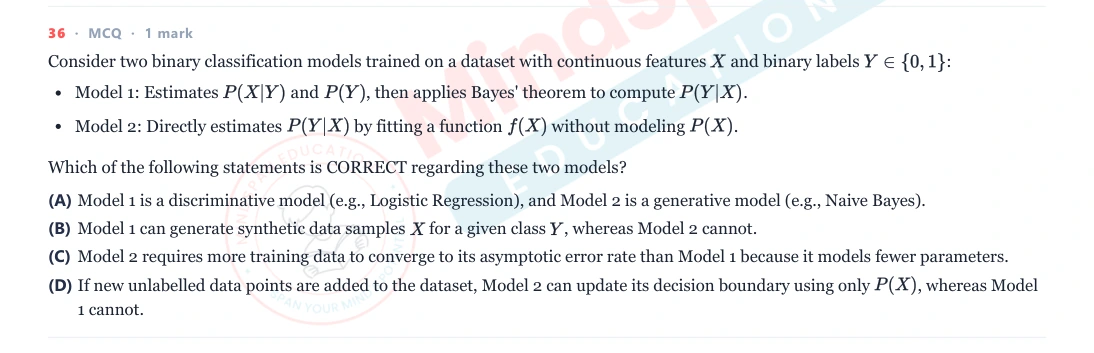 36 · MCQ · 1 mark
Consider two binary classification models trained on a dataset with continuous features X and binary labels Y ∈ {0, 1}:
• Model 1: Estimates P(X|Y) and P(Y), then applies Bayes' theorem to compute P(Y|X).
• Model 2: Directly estimates P(Y|X) by fitting a function f(X) without modeling P(X).
Which of the following statements is CORRECT regarding these two models?
(A) Model 1 is a discriminative model (e.g., Logistic Regression), and Model 2 is a generative model (e.g., Naive Bayes).
(B) Model 1 can generate synthetic data samples X for a given class Y, whereas Model 2 cannot.
(C) Model 2 requires more training data to converge to its asymptotic error rate than Model 1 because it models fewer parameters.
(D) If new unlabelled data points are added to the dataset, Model 2 can update its decision boundary using only P(X), whereas Model
1 cannot.
Minds
EDUCATION